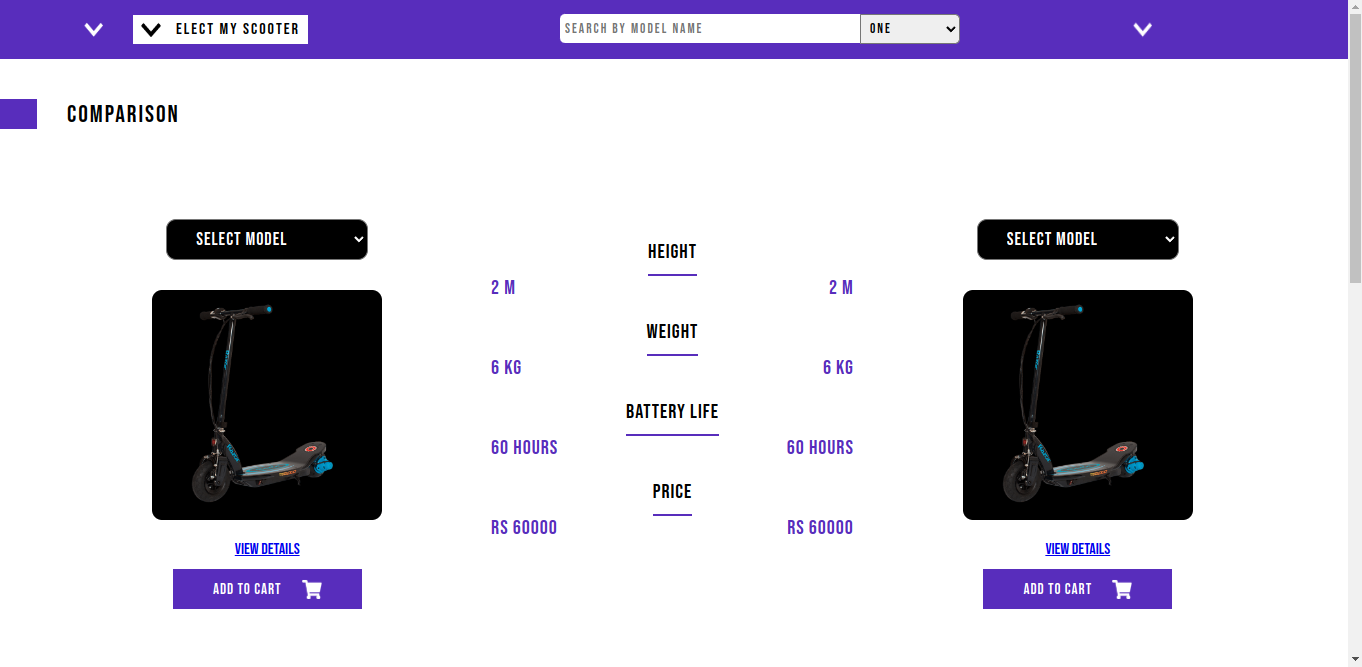 ELECT MY SCOOTER
SEARCH BY MODEL NAME
ONE
COMPARISON
SELECT MODEL
SELECT MODEL
HEIGHT
2 M
2 M
WEIGHT
6 KG
6 KG
BATTERY LIFE
60 HOURS
60 HOURS
PRICE
RS 60000
RS 60000
VIEW DETAILS
VIEW DETAILS
ADD TO CART
ADD TO CART